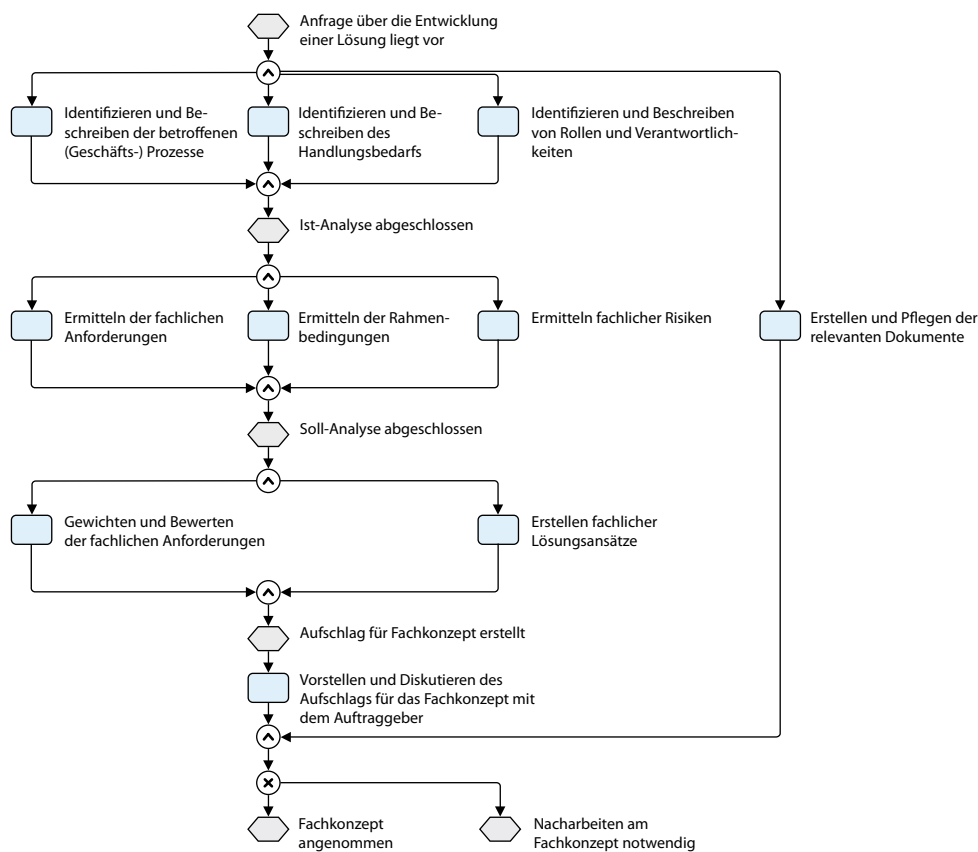 Anfrage über die Entwicklung
einer Lösung liegt vor
Identifizieren und Be-
schreiben der betroffenen
(Geschäfts-) Prozesse
Identifizieren und Be-
schreiben des
Handlungsbedarfs
Identifizieren und Beschreiben
von Rollen und Verantwortlich-
keiten
Ist-Analyse abgeschlossen
Ermitteln der fachlichen
Anforderungen
Ermitteln der Rahmen-
bedingungen
Ermitteln fachlicher Risiken
Erstellen und Pflegen der
relevanten Dokumente
Soll-Analyse abgeschlossen
Gewichten und Bewerten
der fachlichen Anforderungen
Erstellen fachlicher
Lösungsansätze
Aufschlag für Fachkonzept erstellt
Vorstellen und Diskutieren des
Aufschlags für das Fachkonzept mit
dem Auftraggeber
Fachkonzept
angenommen
Nacharbeiten am
Fachkonzept notwendig